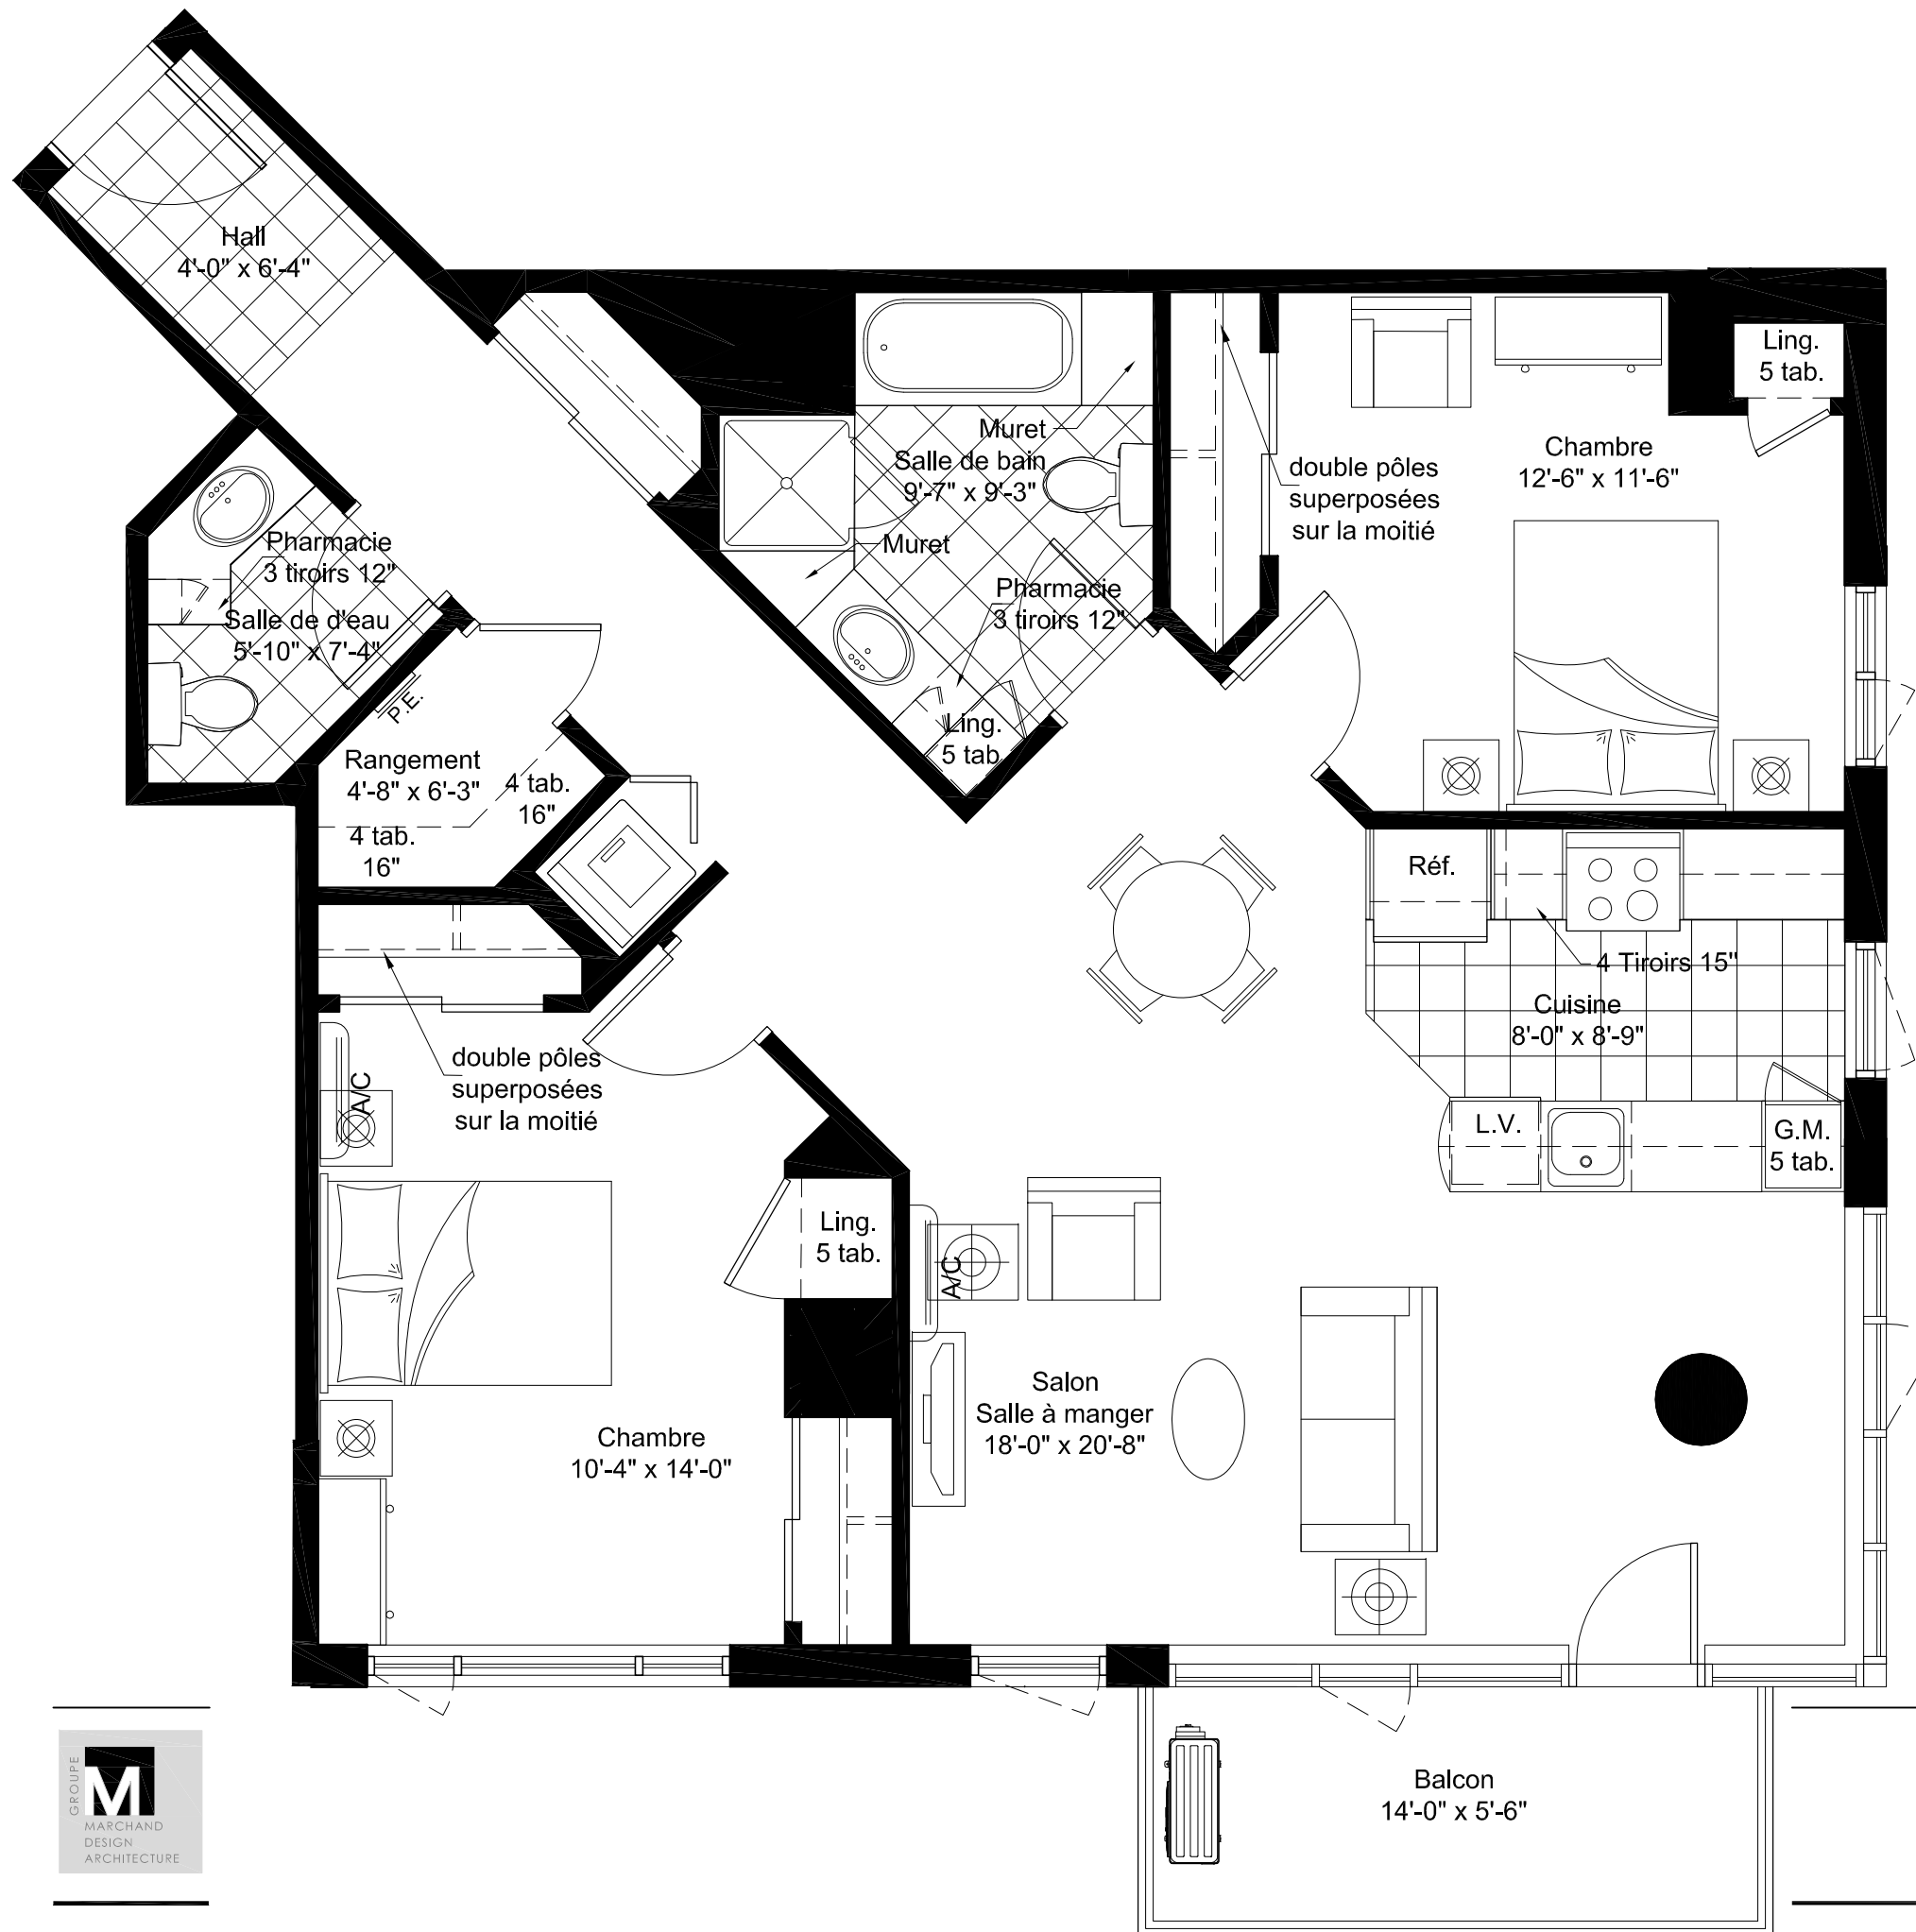 Hall
4'-0" x 6'-4"
Ling.
5 tab.
Muret
Salle de bain
9'-7" x 9'-3"
Chambre
12'-6" x 11'-6"
double pôles
superposées
sur la moitié
Muret
Pharmacie
3 tiroirs 12"
Pharmacie
3 tiroirs 12"
Salle de d'eau
5'-10" x 7'-4"
P.E.
Ling.
5 tab
Rangement
4'-8" x 6'-3"
4 tab.
16"
4 tab.
16"
Réf.
4 Tiroirs 15"
Cuisine
8'-0" x 8'-9"
double pôles
superposées
sur la moitié
A/C
L.V.
G.M.
5 tab.
Ling.
5 tab.
A/C
Salon
Salle à manger
18'-0" x 20'-8"
Chambre
10'-4" x 14'-0"
Balcon
14'-0" x 5'-6"
GROUPE
M
MARCHAND
DESIGN
ARCHITECTURE